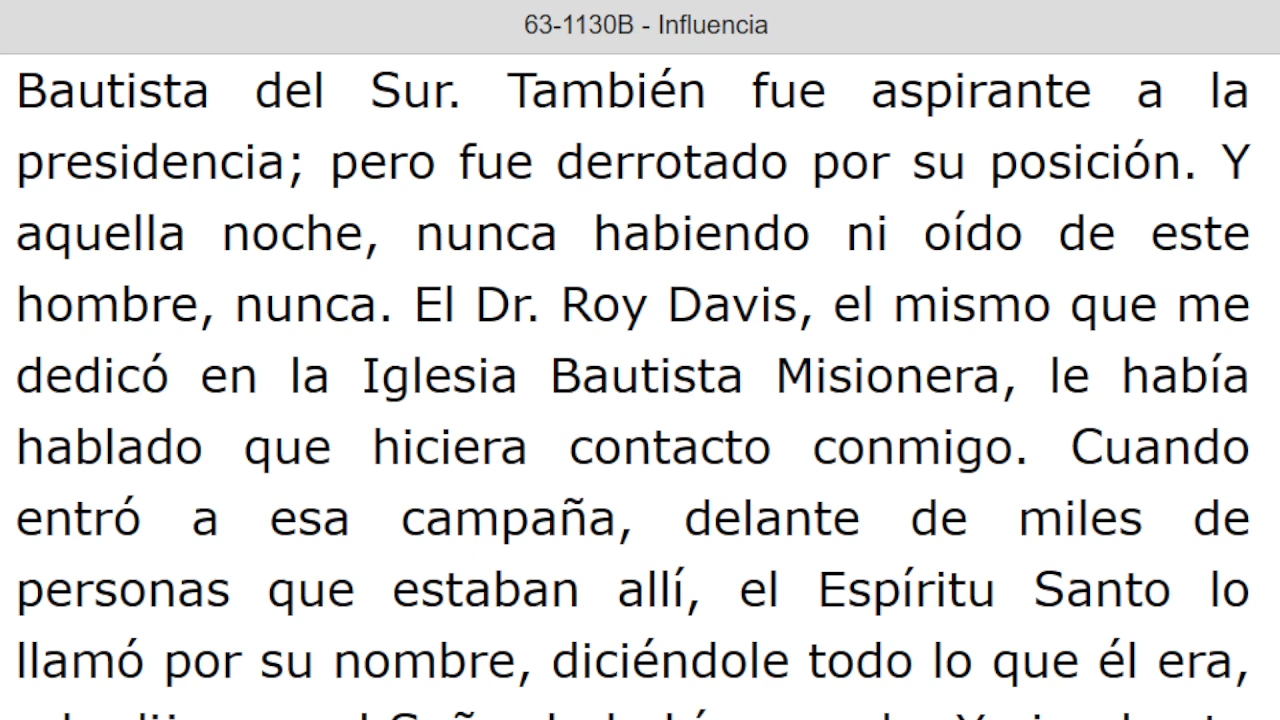 63-1130B - Influencia
Bautista del Sur. También fue aspirante a la
presidencia; pero fue derrotado por su posición. Y
aquella noche, nunca habiendo ni oído de este
hombre, nunca. El Dr. Roy Davis, el mismo que me
dedicó en la Iglesia Bautista Misionera, le había
hablado que hiciera contacto conmigo. Cuando
entró a esa campaña, delante de miles de
personas que estaban allí, el Espíritu Santo lo
llamó por su nombre, diciéndole todo lo que él era,